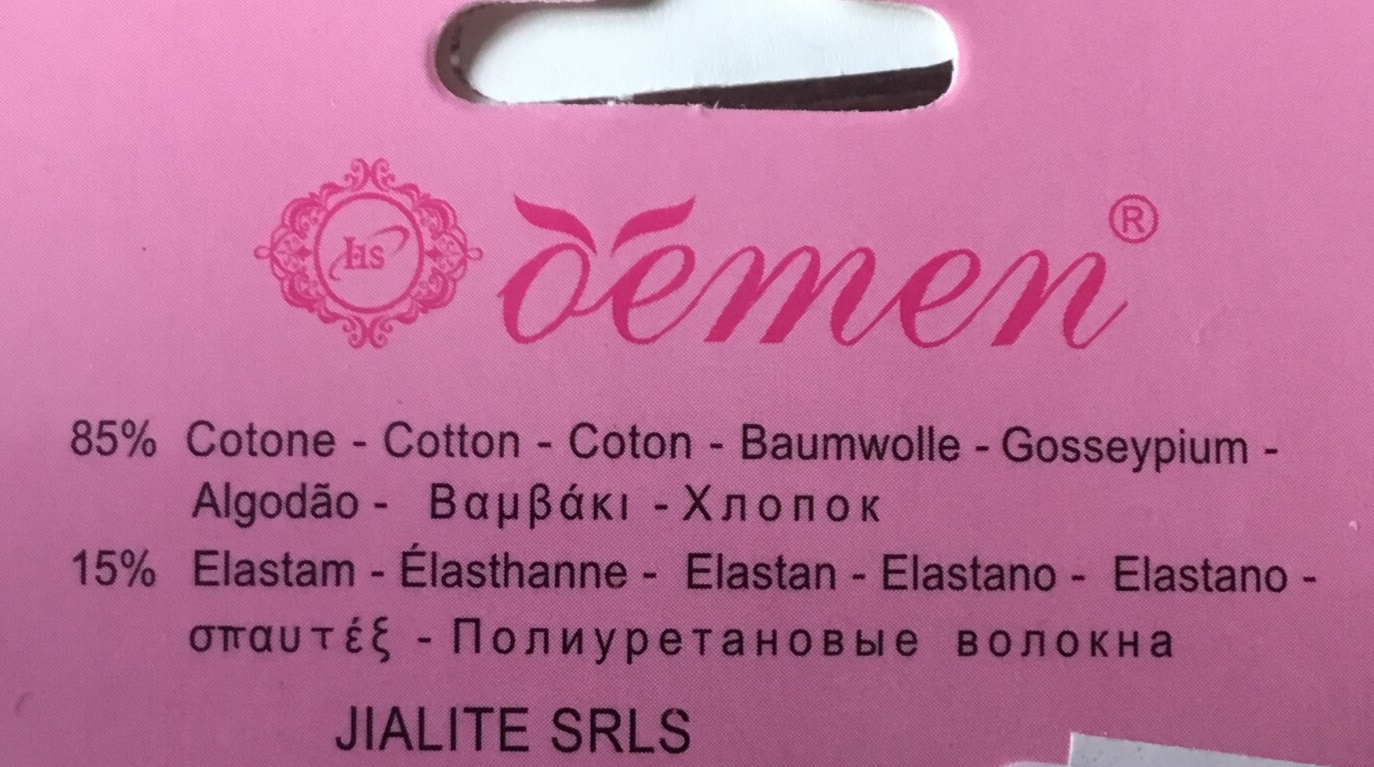 Hs
demen®
85% Cotone - Cotton - Coton - Baumwolle - Gosseypium -
Algodão - Βαμβάκι - Хлопок
15% Elastam - Élasthanne - Elastan - Elastano - Elastano -
σπαυτέξ - Полиуретановые волокна
JIALITE SRLS